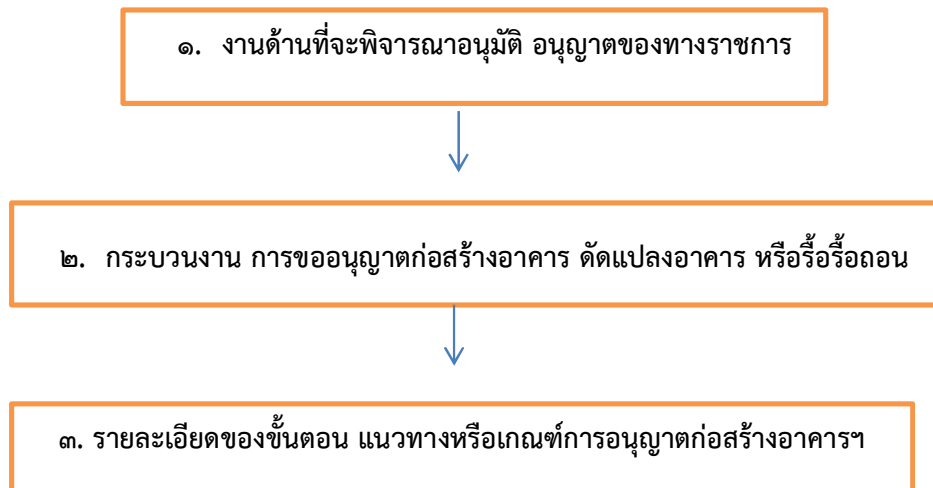 ๑. งานด้านที่จะพิจารณาอนุมัติ อนุญาตของทางราชการ
๒. กระบวนงาน การขออนุญาตก่อสร้างอาคาร ดัดแปลงอาคาร หรือรื้อรื้อถอน
๓. รายละเอียดของขั้นตอน แนวทางหรือเกณฑ์การอนุญาตก่อสร้างอาคารฯ